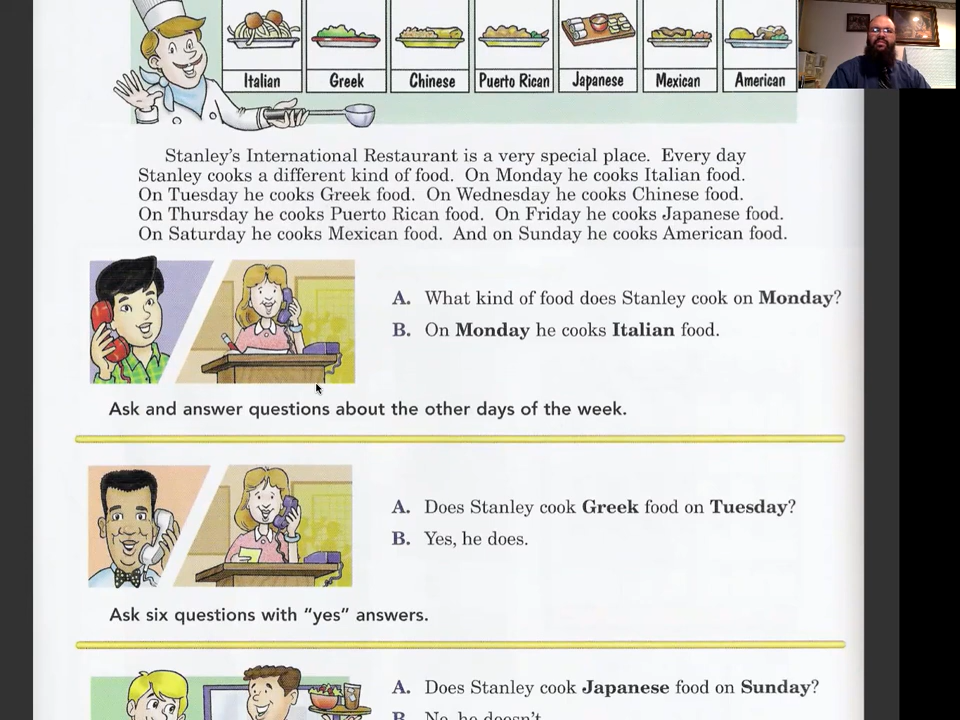 Italian Greek Chinese Puerto Rican Japanese Mexican American
Stanley's International Restaurant is a very special place. Every day
Stanley cooks a different kind of food. On Monday he cooks Italian food.
On Tuesday he cooks Greek food. On Wednesday he cooks Chinese food.
On Thursday he cooks Puerto Rican food. On Friday he cooks Japanese food.
On Saturday he cooks Mexican food. And on Sunday he cooks American food.
A. What kind of food does Stanley cook on Monday?
B. On Monday he cooks Italian food.
Ask and answer questions about the other days of the week.
A. Does Stanley cook Greek food on Tuesday?
B. Yes, he does.
Ask six questions with "yes" answers.
A. Does Stanley cook Japanese food on Sunday?
B. No, he doesn't.